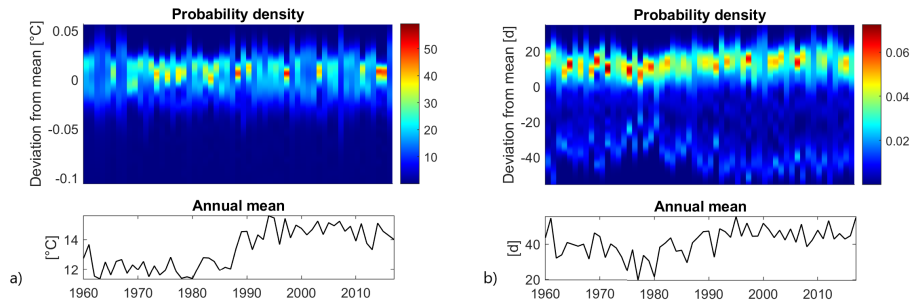 Probability density
Deviation from mean [°C]
0.05
0
-0.05
-0.1
50
40
30
20
10
Annual mean
[°C]
14
12
1960 1970 1980 1990 2000 2010
a)
Probability density
Deviation from mean [d]
20
0
-20
-40
0.06
0.04
0.02
Annual mean
[d]
40
20
1960 1970 1980 1990 2000 2010
b)